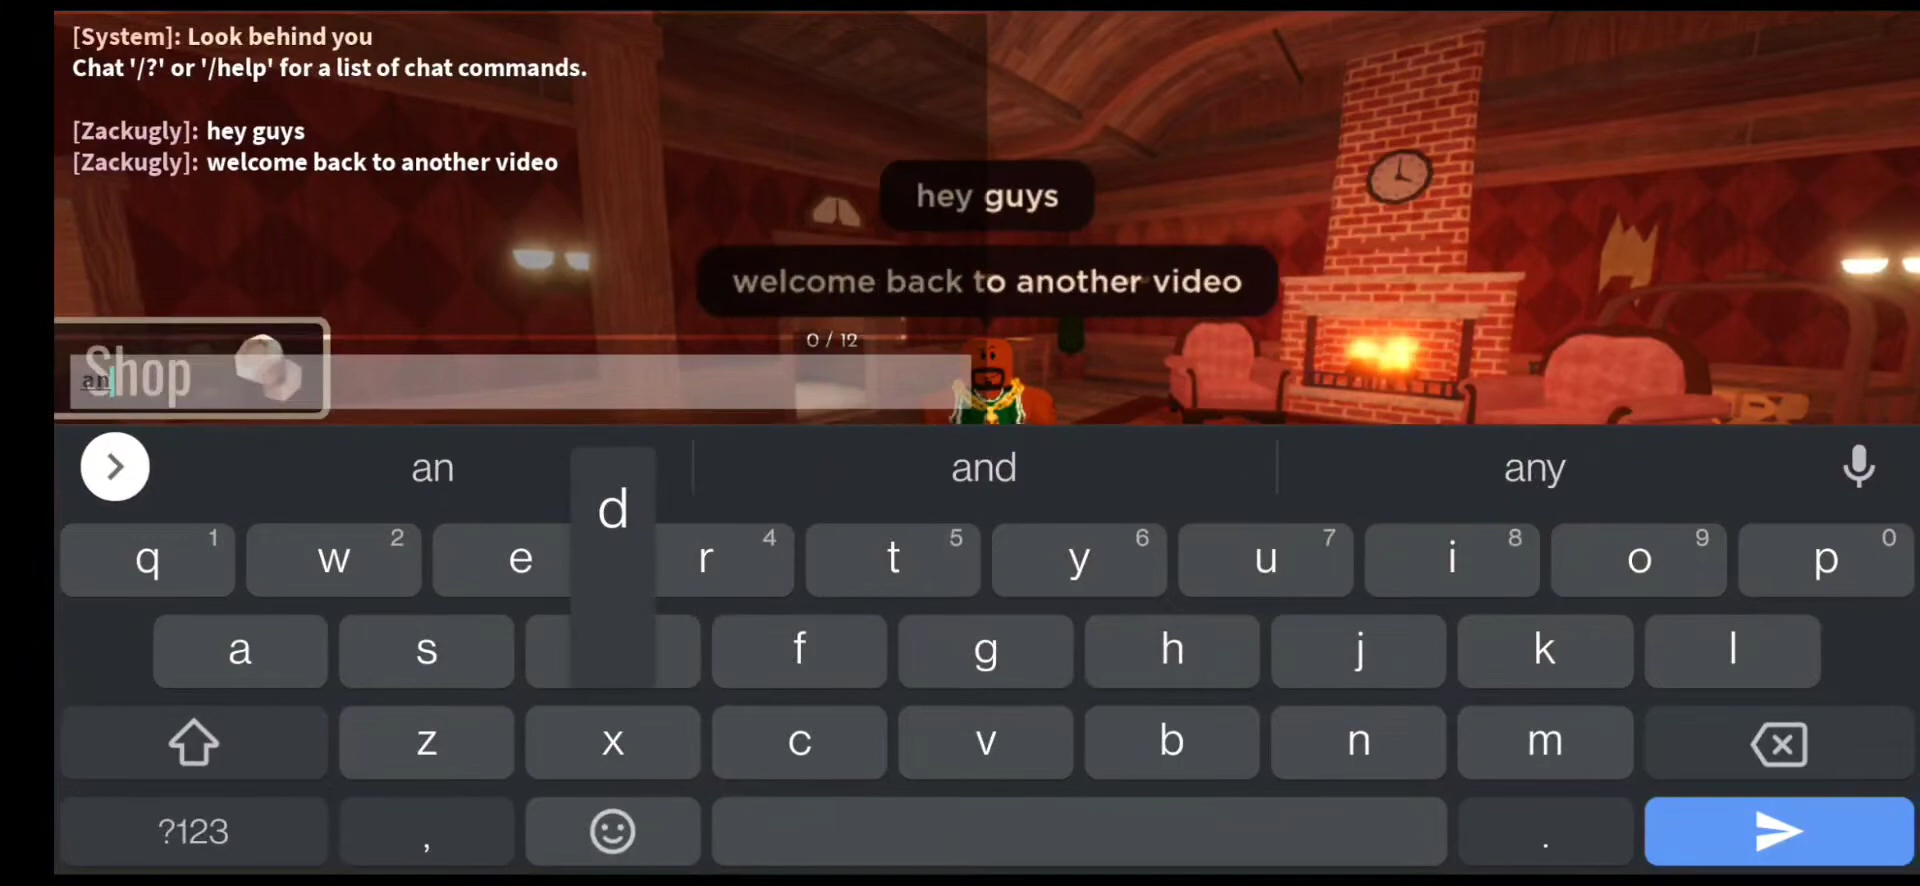 [System]: Look behind you
Chat '/?' or '/help' for a list of chat commands.
[Zackugly]: hey guys
[Zackugly]: welcome back to another video
hey guys
welcome back to another video
0 / 12
Shop
an
an and any
d
q 1 w 2 e r 4 t 5 y 6 u 7 i 8 o 9 p 0
a s f g h j k l
z x c v b n m
?123 , .